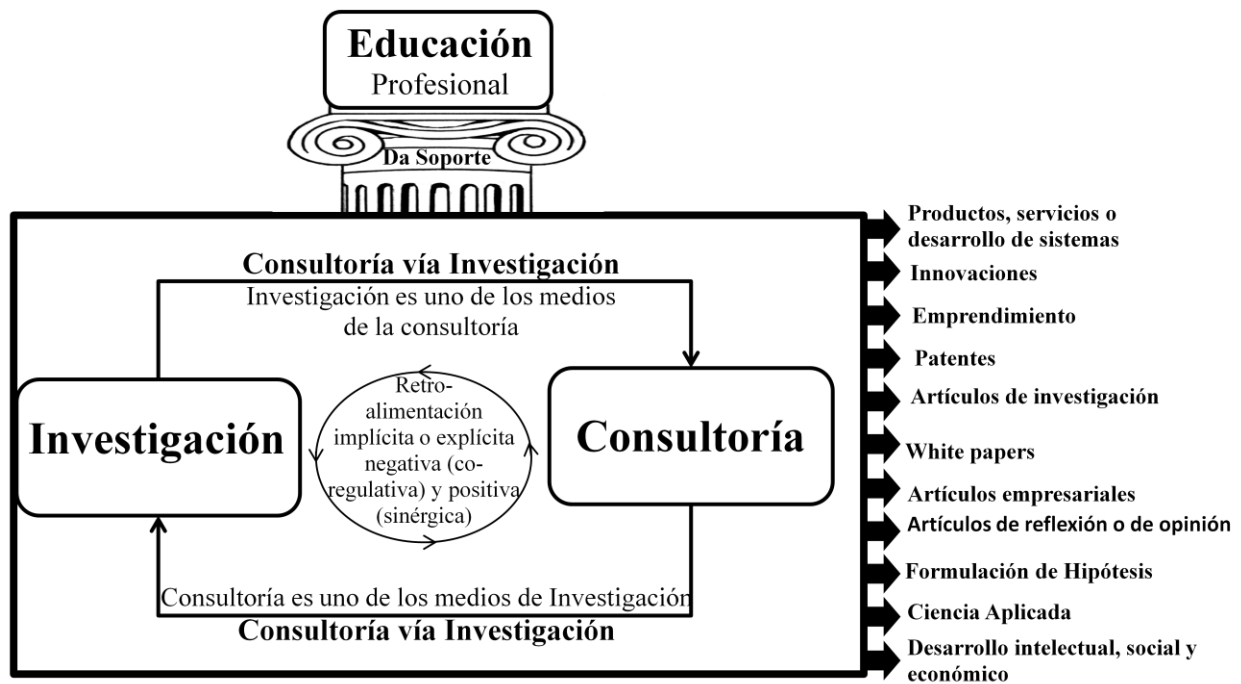 Educación
Profesional
Da Soporte
Consultoría vía Investigación
Investigación es uno de los medios
de la consultoría
Investigación
Retro-
alimentación
implícita o explícita
negativa (co-
regulativa) y positiva
(sinérgica)
Consultoría
Consultoría es uno de los medios de Investigación
Consultoría vía Investigación
Productos, servicios o
desarrollo de sistemas
Innovaciones
Emprendimiento
Patentes
Artículos de investigación
White papers
Artículos empresariales
Artículos de reflexión o de opinión
Formulación de Hipótesis
Ciencia Aplicada
Desarrollo intelectual, social y
económico